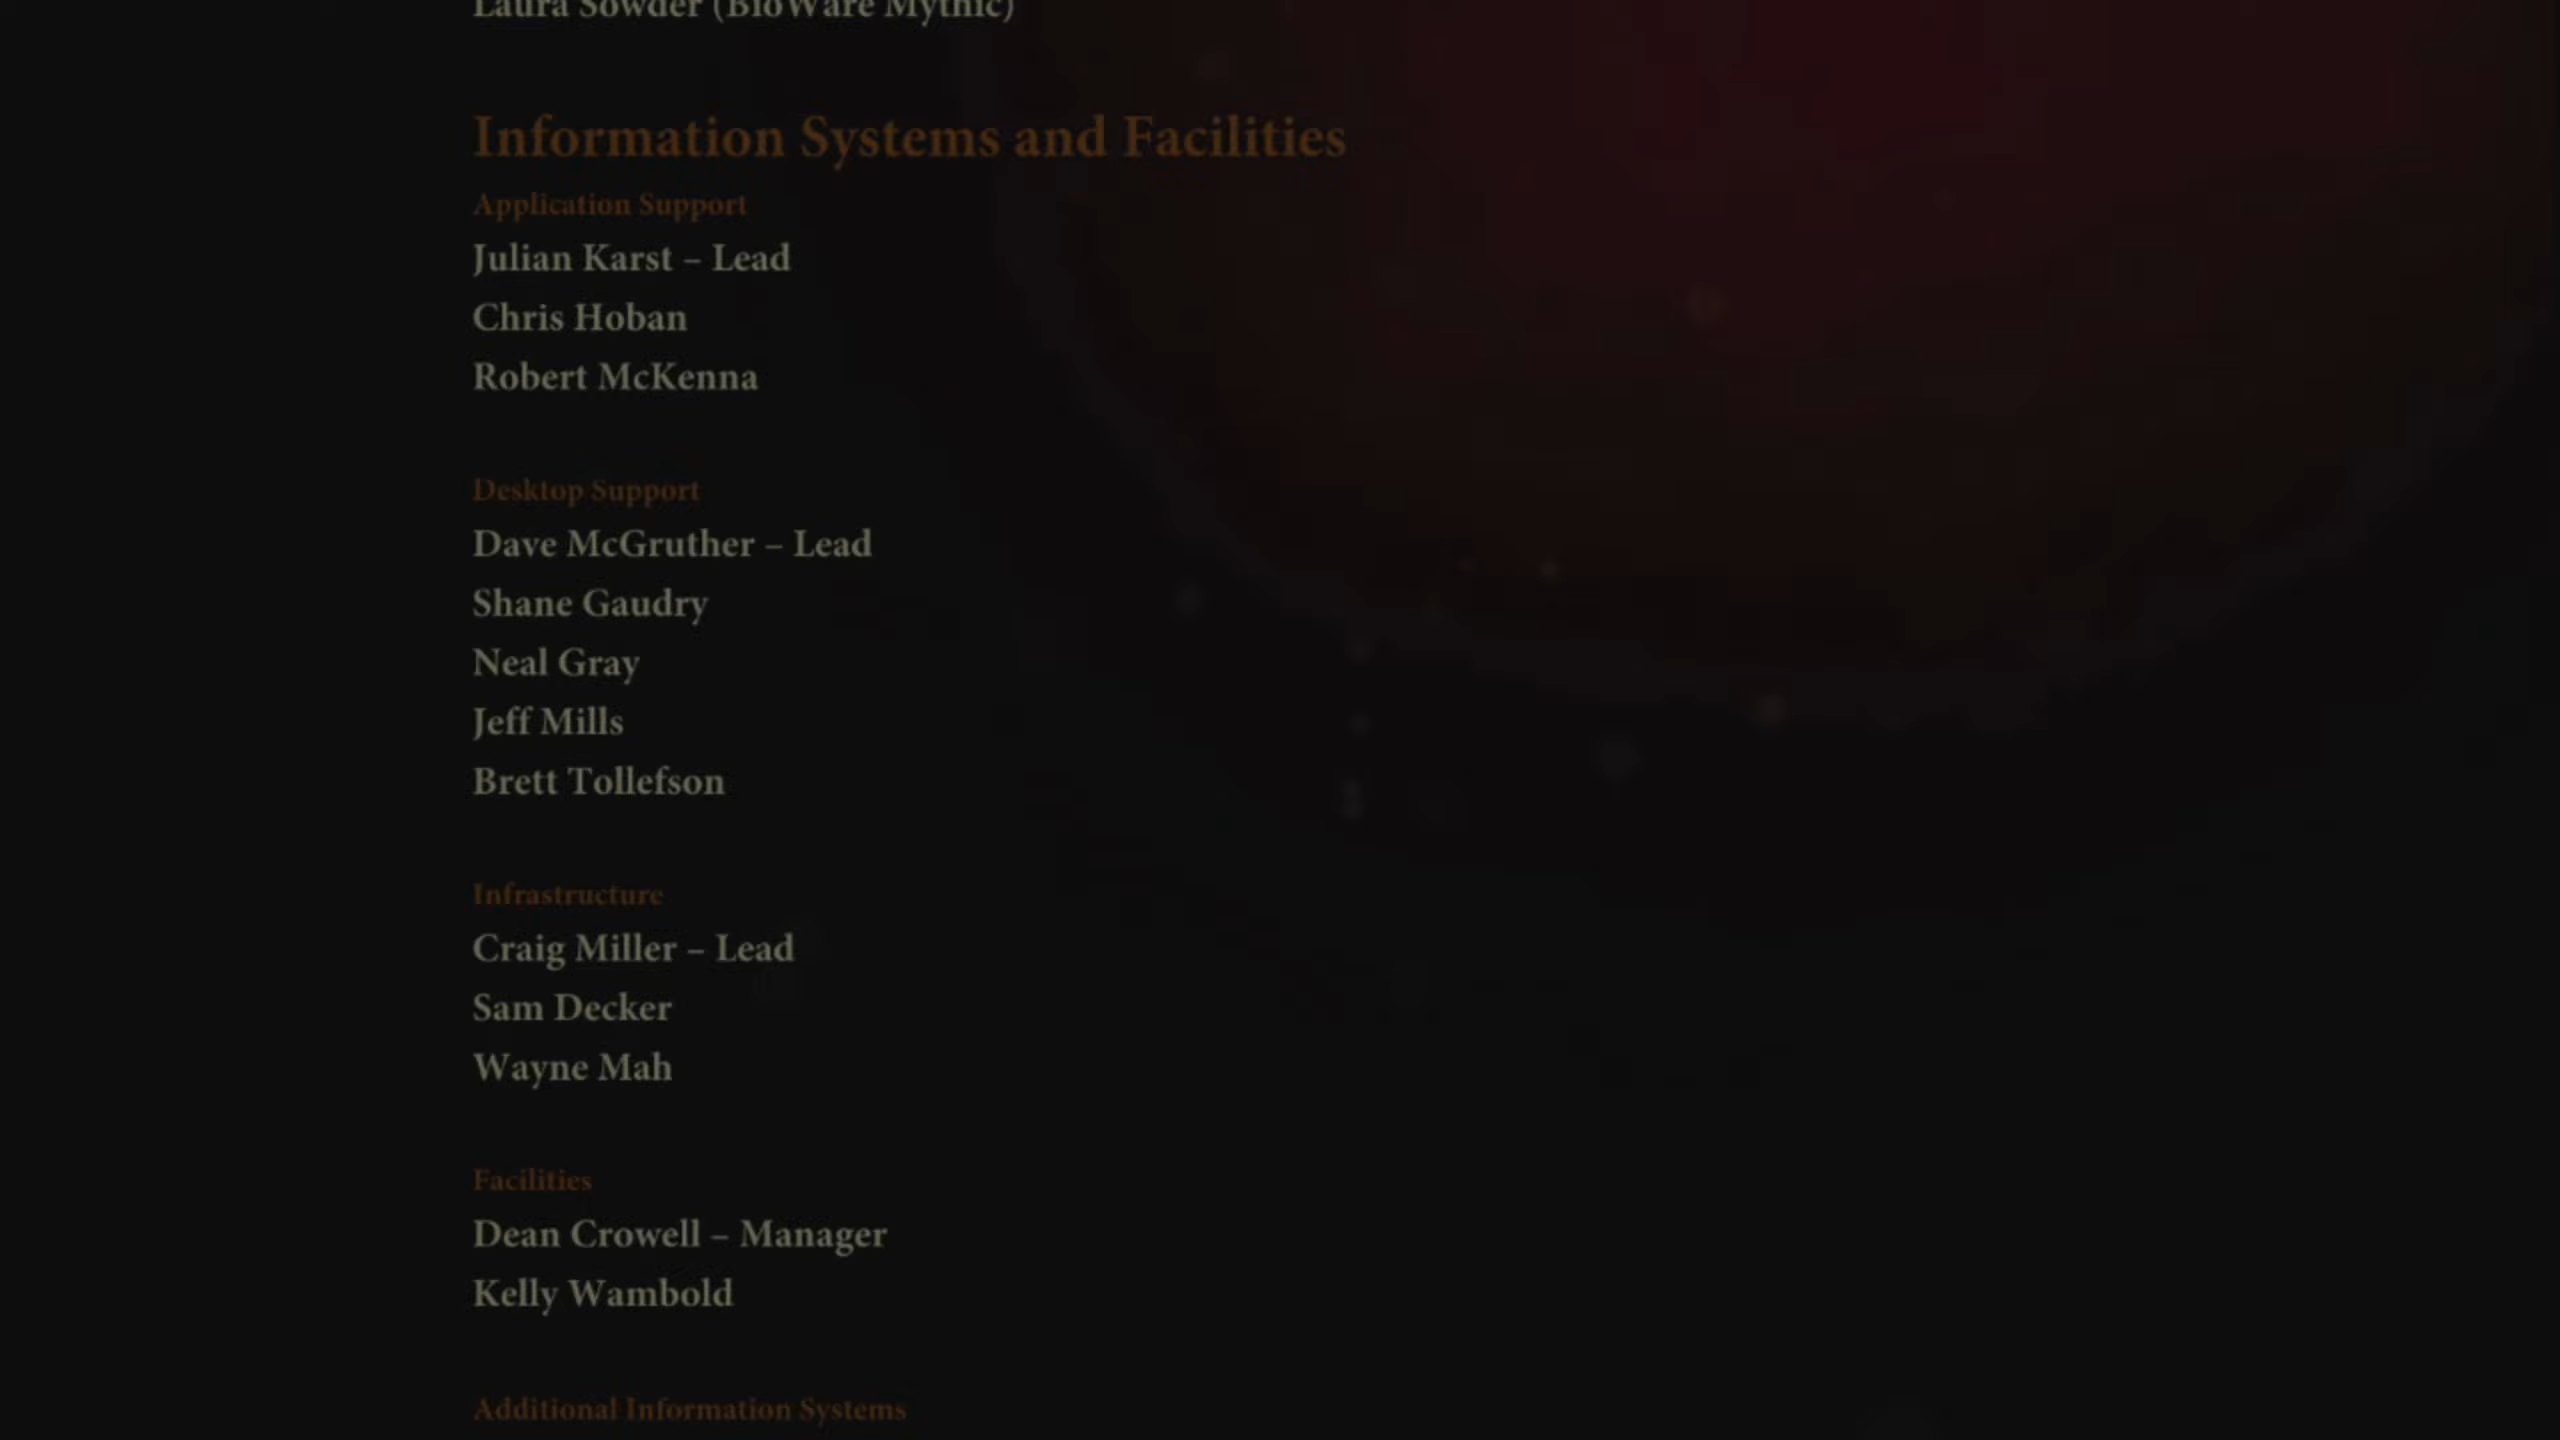 Laura Sowder (BioWare Mythic)
Information Systems and Facilities
Application Support
Julian Karst – Lead
Chris Hoban
Robert McKenna
Desktop Support
Dave McGruther – Lead
Shane Gaudry
Neal Gray
Jeff Mills
Brett Tollefson
Infrastructure
Craig Miller – Lead
Sam Decker
Wayne Mah
Facilities
Dean Crowell – Manager
Kelly Wambold
Additional Information Systems